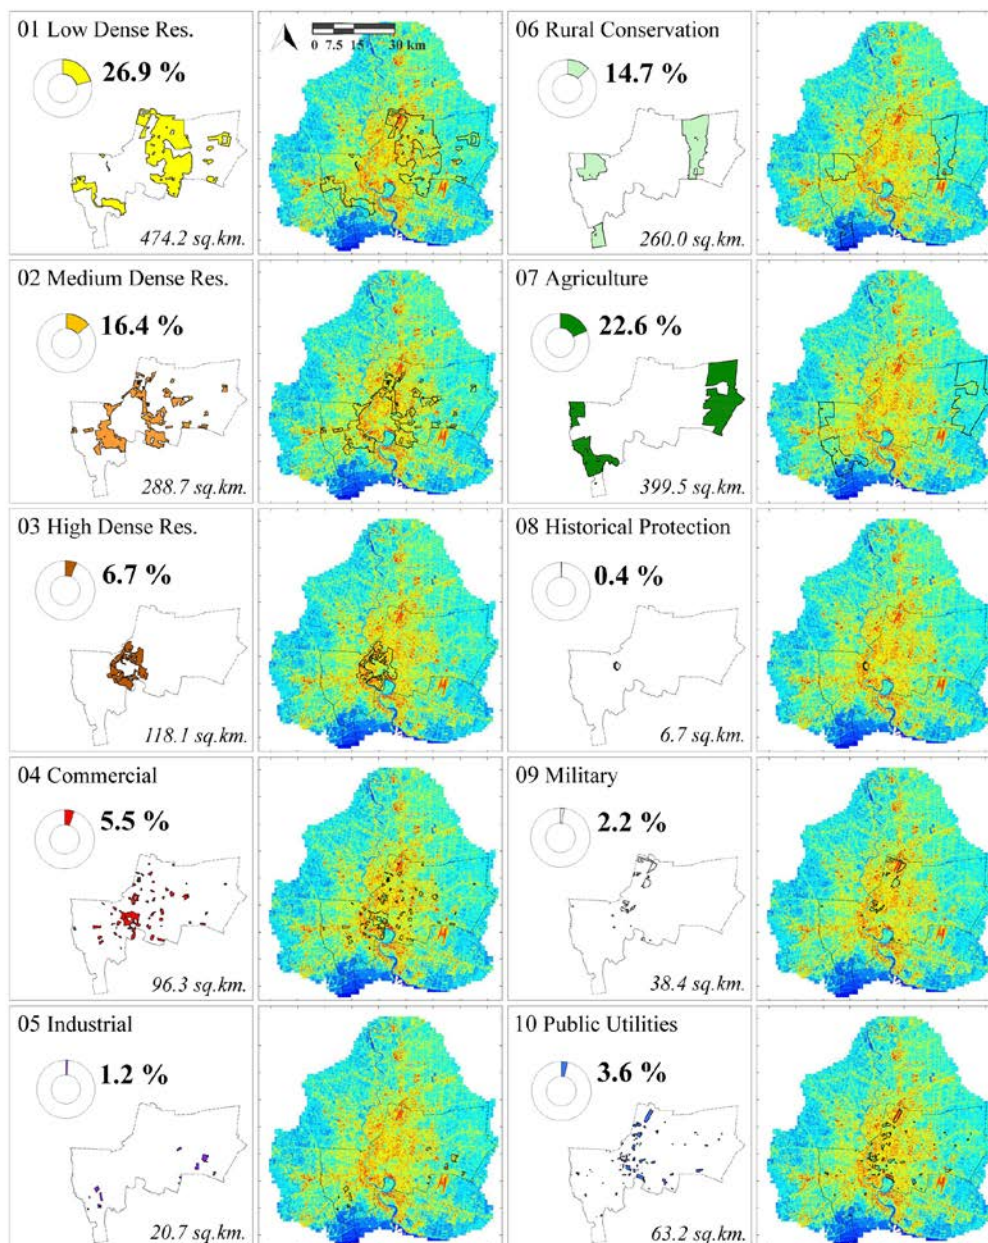 01 Low Dense Res.
26.9 %
474.2 sq.km.
0 7.5 15 30 km
06 Rural Conservation
14.7 %
260.0 sq.km.
02 Medium Dense Res.
16.4 %
288.7 sq.km.
07 Agriculture
22.6 %
399.5 sq.km.
03 High Dense Res.
6.7 %
118.1 sq.km.
08 Historical Protection
0.4 %
6.7 sq.km.
04 Commercial
5.5 %
96.3 sq.km.
09 Military
2.2 %
38.4 sq.km.
05 Industrial
1.2 %
20.7 sq.km.
10 Public Utilities
3.6 %
63.2 sq.km.